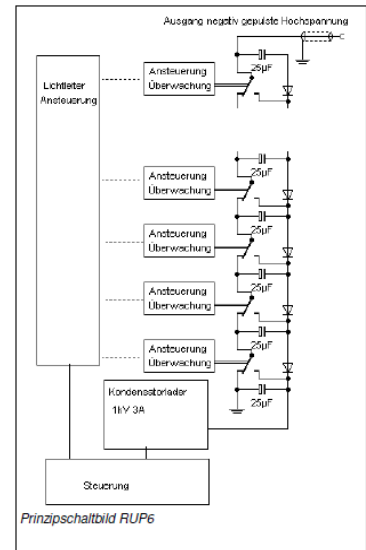 Ausgang negativ gepulste Hochspannung
Lichtleiter
Ansteuerung
Ansteuerung
Überwachung
25µF
Ansteuerung
Überwachung
25µF
Ansteuerung
Überwachung
25µF
Ansteuerung
Überwachung
25µF
Ansteuerung
Überwachung
25µF
Kondensatorlader
1kV 3A
Steuerung
Prinzipschaltbild RUP6